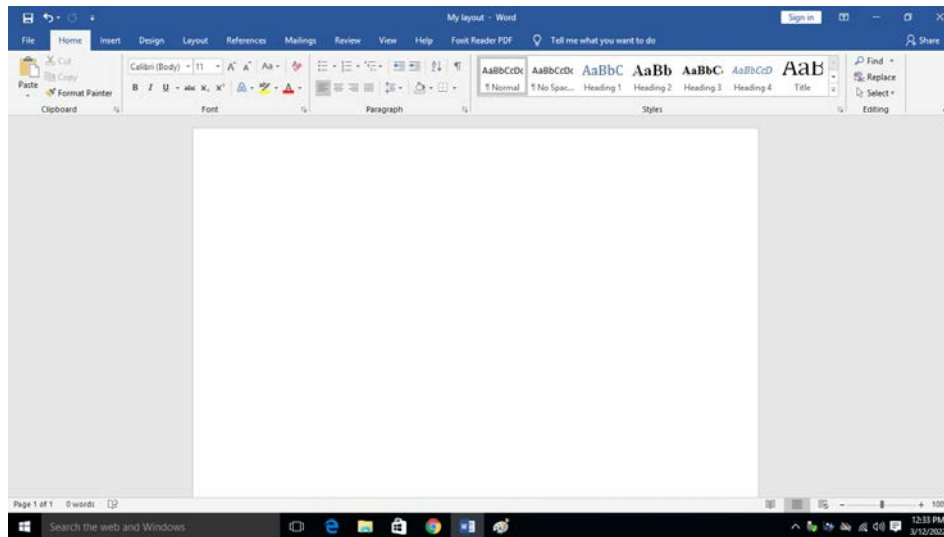 My layout - Word
Sign in
File Home Insert Design Layout References Mailings Review View Help Foxit Reader PDF Tell me what you want to do Share
Paste
Cut
Copy
Format Painter
Clipboard
Calibri (Body) 11
Font
Paragraph
AaBbCcDc AaBbCcDc AaBbC AaBb AaBbC AaBbCcD AaB
¶ Normal ¶ No Spac... Heading 1 Heading 2 Heading 3 Heading 4 Title
Styles
Find
Replace
Select
Editing
Page 1 of 1 0 words
100
Search the web and Windows
12:33 PM